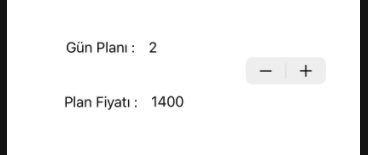 Gün Planı : 2
− +
Plan Fiyatı : 1400